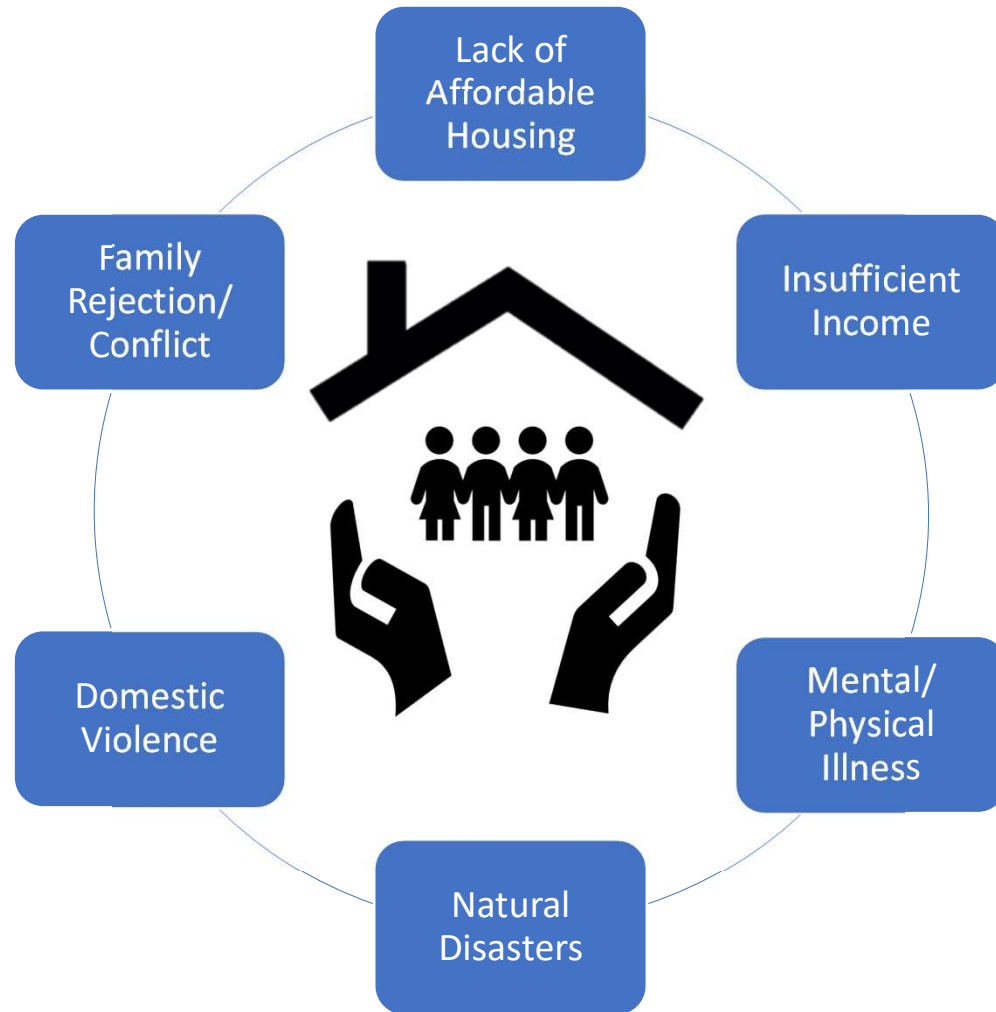 Lack of
Affordable
Housing
Insufficient
Income
Mental/
Physical
Illness
Natural
Disasters
Domestic
Violence
Family
Rejection/
Conflict